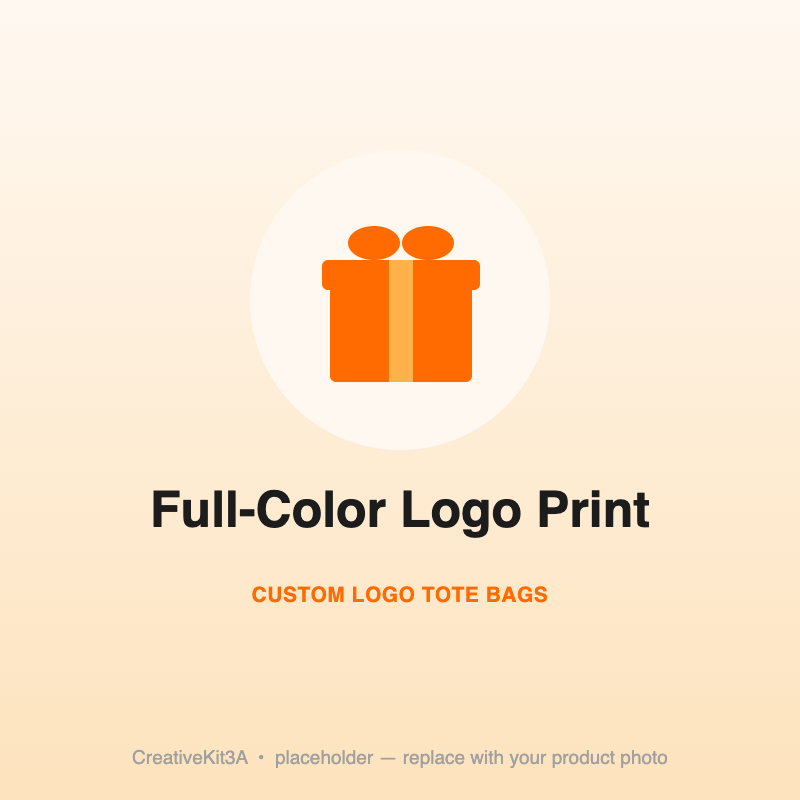 Full-Color Logo Print
CUSTOM LOGO TOTE BAGS
CreativeKit3A • placeholder — replace with your product photo